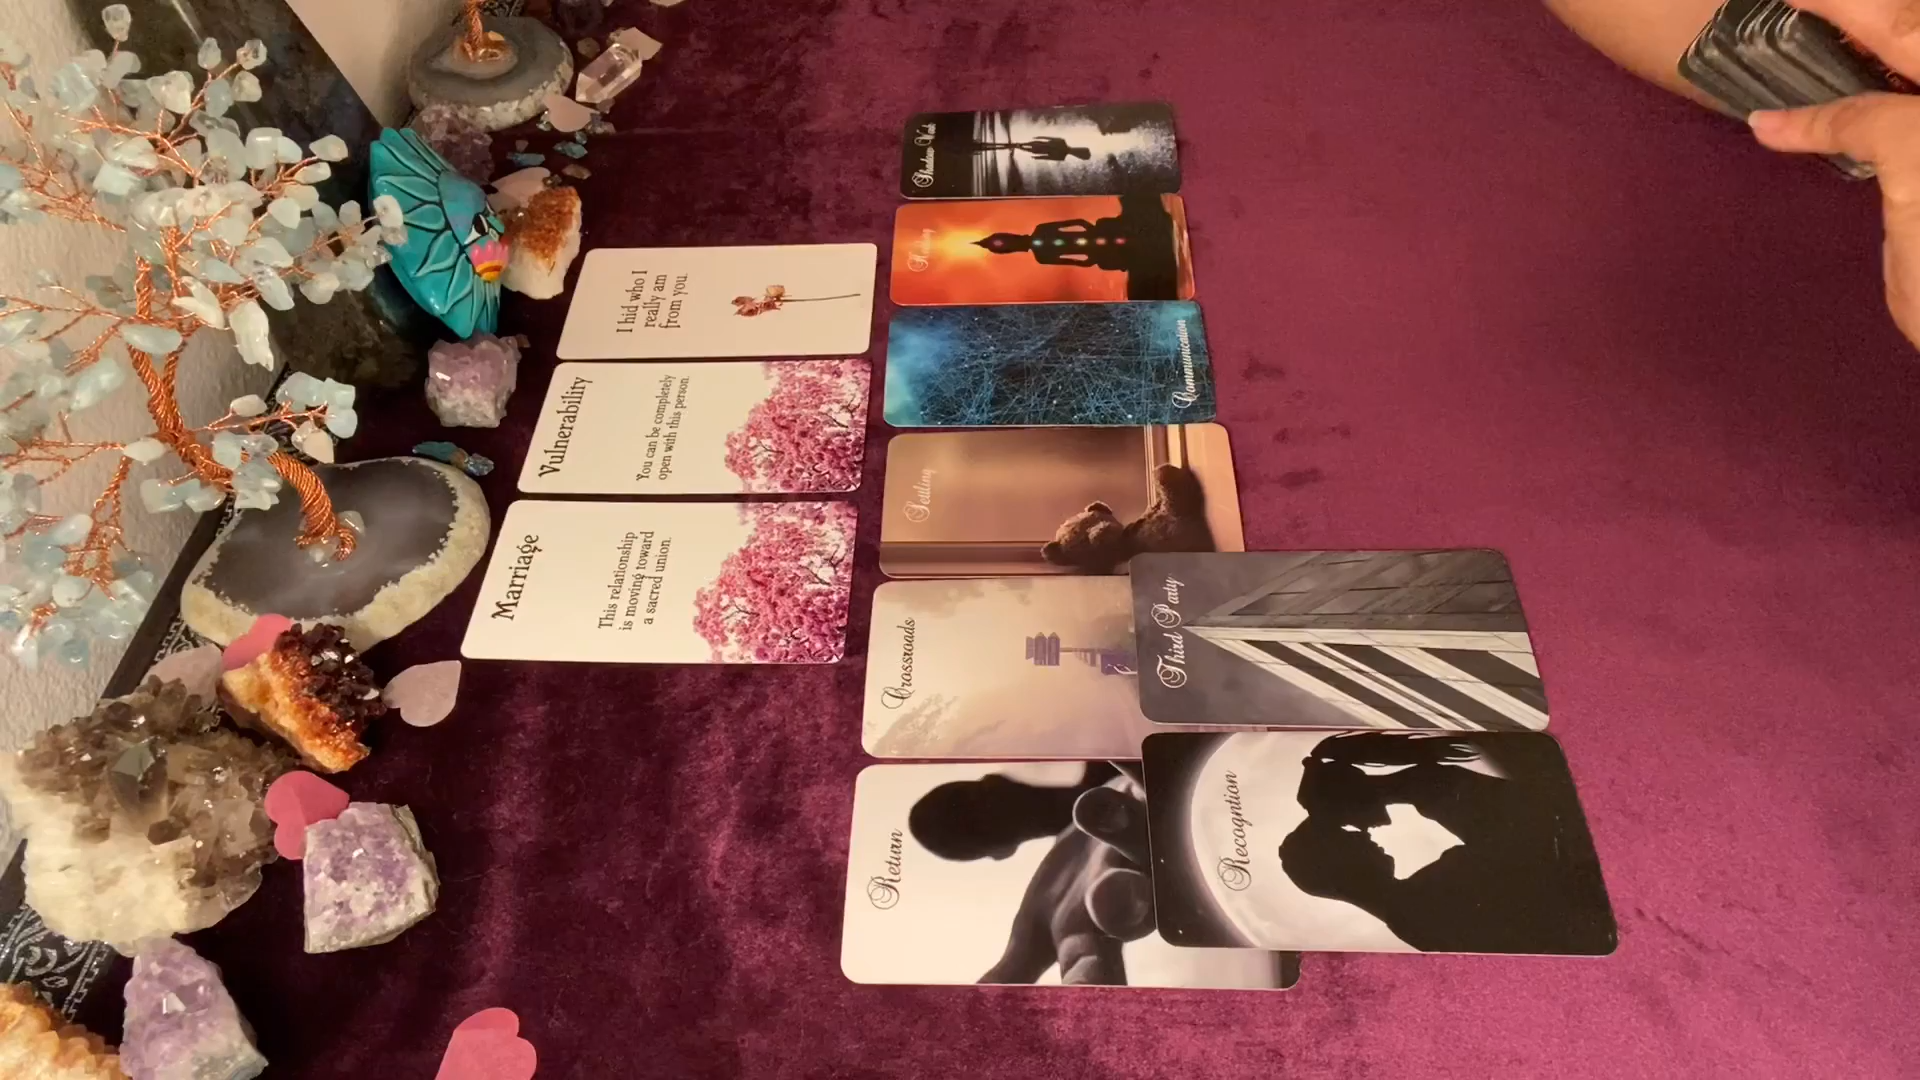 Shadow Work
Healing
Communication
Settling
Crossroads
Third Party
Return
Recogntion
I hid who I
really am
from you.
Vulnerability
You can be completely
open with this person.
Marriage
This relationship
is moving toward
a sacred union.